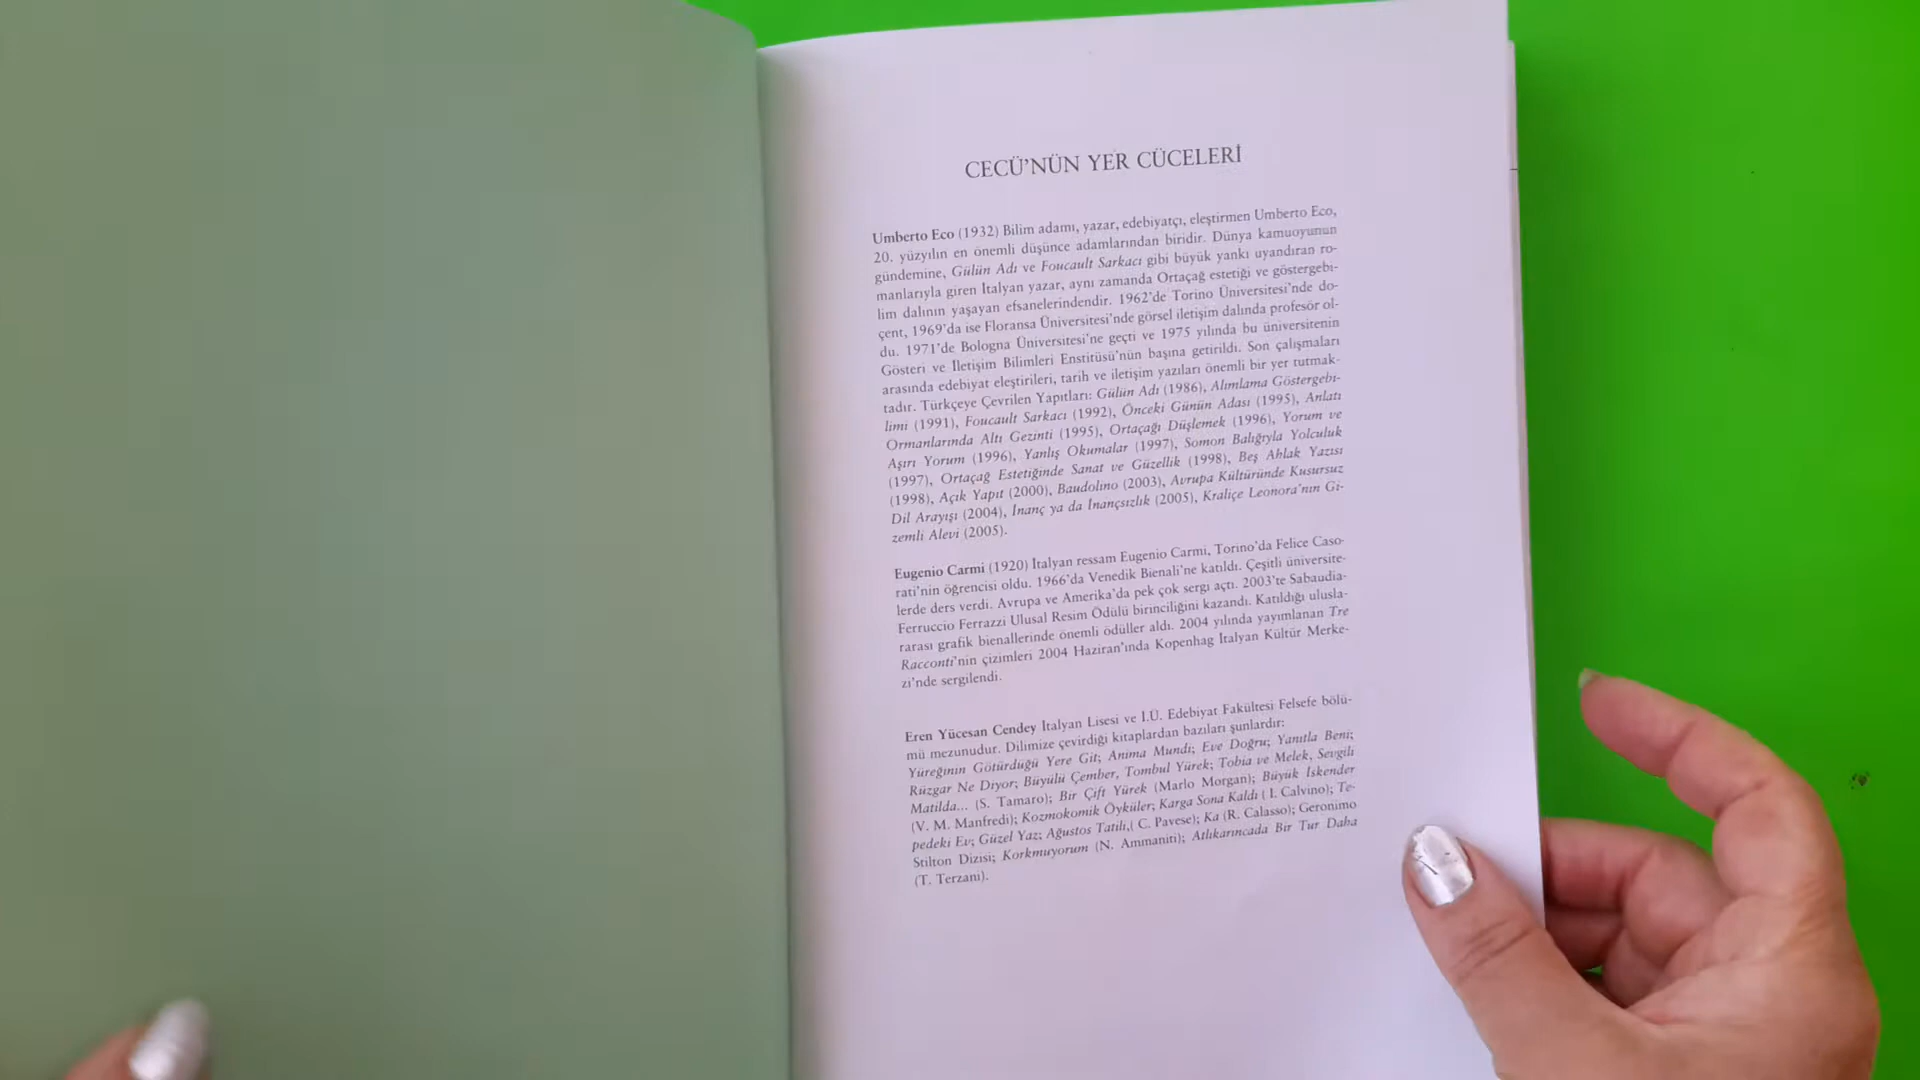 CECÜ'NÜN YER CÜCELERİ
Umberto Eco (1932) Bilim adamı, yazar, edebiyatçı, eleştirmen Umberto Eco,
20. yüzyılın en önemli düşünce adamlarından biridir. Dünya kamuoyunun
gündemine, Gülün Adı ve Foucault Sarkacı gibi büyük yankı uyandıran ro-
manlarıyla giren İtalyan yazar, aynı zamanda Ortaçağ estetiği ve göstergebi-
lim dalının yaşayan efsanelerindendir. 1962'de Torino Üniversitesi'nde do-
çent, 1969'da ise Floransa Üniversitesi'nde görsel iletişim dalında profesör ol-
du. 1971'de Bologna Üniversitesi'ne geçti ve 1975 yılında bu üniversitenin
Gösteri ve İletişim Bilimleri Enstitüsü'nün başına getirildi. Son çalışmaları
arasında edebiyat eleştirileri, tarih ve iletişim yazıları önemli bir yer tutmak-
tadır. Türkçeye Çevrilen Yapıtları: Gülün Adı (1986), Alımlama Göstergebi-
limi (1991), Foucault Sarkacı (1992), Önceki Günün Adası (1995), Anlatı
Ormanlarında Altı Gezinti (1995), Ortaçağı Düşlemek (1996), Yorum ve
Aşırı Yorum (1996), Yanlış Okumalar (1997), Somon Balığıyla Yolculuk
(1997), Ortaçağ Estetiğinde Sanat ve Güzellik (1998), Beş Ahlak Yazısı
(1998), Açık Yapıt (2000), Baudolino (2003), Avrupa Kültüründe Kusursuz
Dil Arayışı (2004), İnanç ya da İnançsızlık (2005), Kraliçe Leonora'nın Gi-
zemli Alevi (2005).
Eugenio Carmi (1920) İtalyan ressam Eugenio Carmi, Torino'da Felice Caso-
rati'nin öğrencisi oldu. 1966'da Venedik Bienali'ne katıldı. Çeşitli üniversite-
lerde ders verdi. Avrupa ve Amerika'da pek çok sergi açtı. 2003'te Sabaudia-
Ferruccio Ferrazzi Ulusal Resim Ödülü birinciliğini kazandı. Katıldığı ulusla-
rarası grafik bienallerinde önemli ödüller aldı. 2004 yılında yayımlanan Tre
Racconti'nin çizimleri 2004 Haziran'ında Kopenhag İtalyan Kültür Merke-
zi'nde sergilendi.
Eren Yücesan Cendey İtalyan Lisesi ve İ.Ü. Edebiyat Fakültesi Felsefe bölü-
mü mezunudur. Dilimize çevirdiği kitaplardan bazıları şunlardır:
Yüreğinin Götürdüğü Yere Git; Anima Mundi; Eve Doğru; Yanıtla Beni;
Rüzgar Ne Diyor; Büyülü Çember, Tombul Yürek; Tobia ve Melek, Sevgili
Matilda... (S. Tamaro); Bir Çift Yürek (Marlo Morgan); Büyük İskender
(V. M. Manfredi); Kozmokomik Öyküler; Karga Sona Kaldı ( I. Calvino); Te-
pedeki Ev; Güzel Yaz; Ağustos Tatili,( C. Pavese); Ka (R. Calasso); Geronimo
Stilton Dizisi; Korkmuyorum (N. Ammaniti); Atlıkarıncada Bir Tur Daha
(T. Terzani).